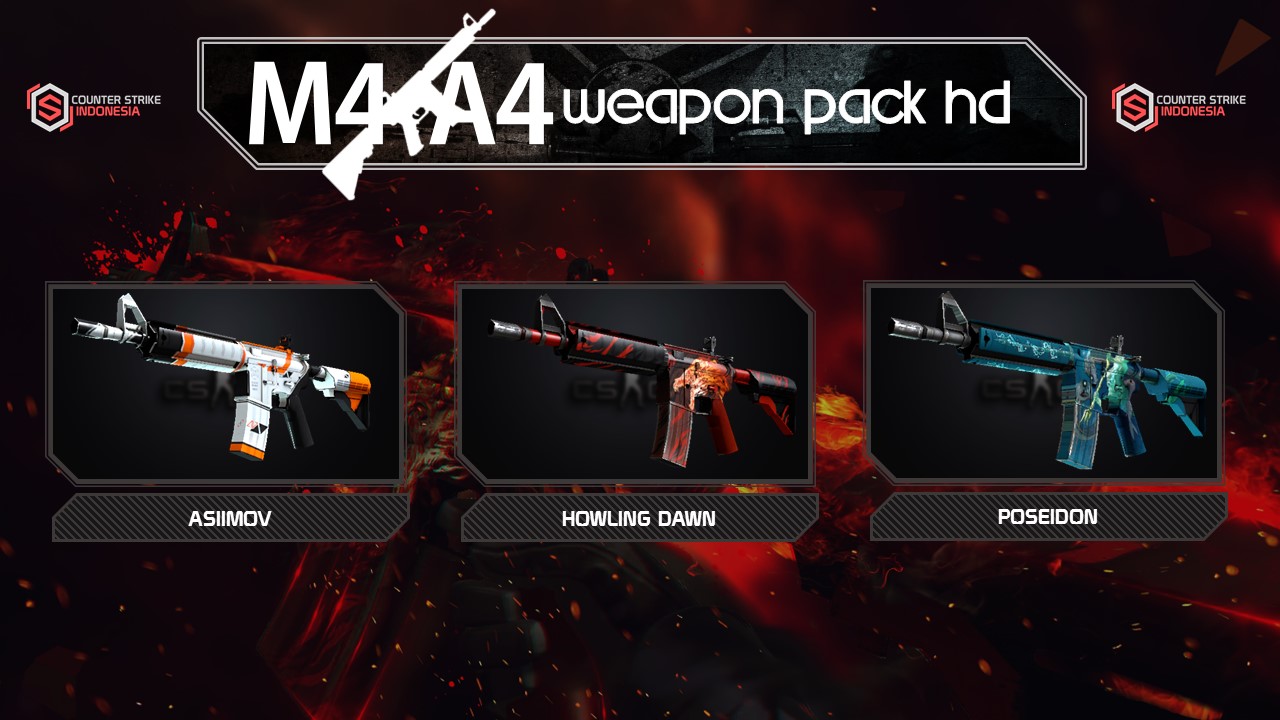 M4A4 weapon pack hd
COUNTER STRIKE
INDONESIA
COUNTER STRIKE
INDONESIA
ASIIMOV
HOWLING DAWN
POSEIDON